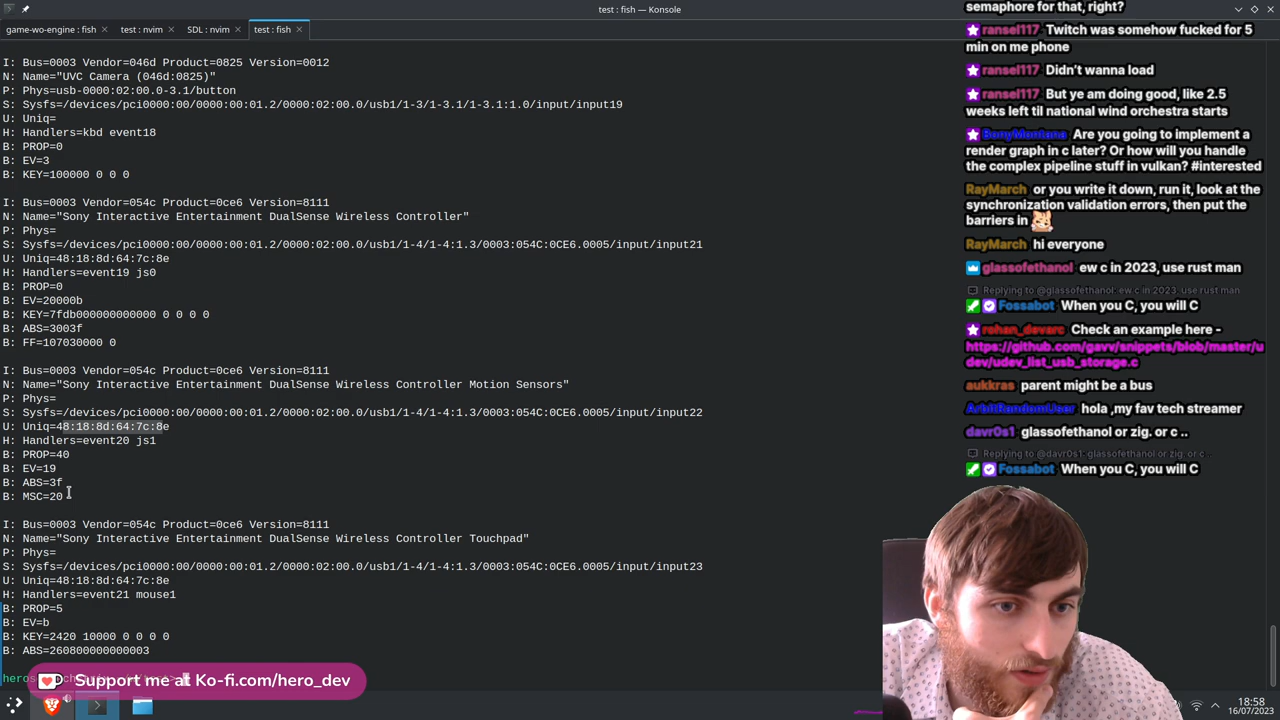 test : fish — Konsole
game-wo-engine : fish
test : nvim
SDL : nvim
test : fish
I: Bus=0003 Vendor=046d Product=0825 Version=0012
N: Name="UVC Camera (046d:0825)"
P: Phys=usb-0000:02:00.0-3.1/button
S: Sysfs=/devices/pci0000:00/0000:00:01.2/0000:02:00.0/usb1/1-3/1-3.1/1-3.1:1.0/input/input19
U: Uniq=
H: Handlers=kbd event18
B: PROP=0
B: EV=3
B: KEY=100000 0 0 0
I: Bus=0003 Vendor=054c Product=0ce6 Version=8111
N: Name="Sony Interactive Entertainment DualSense Wireless Controller"
P: Phys=
S: Sysfs=/devices/pci0000:00/0000:00:01.2/0000:02:00.0/usb1/1-4/1-4:1.3/0003:054C:0CE6.0005/input/input21
U: Uniq=48:18:8d:64:7c:8e
H: Handlers=event19 js0
B: PROP=0
B: EV=20000b
B: KEY=7fdb000000000000 0 0 0 0
B: ABS=3003f
B: FF=107030000 0
I: Bus=0003 Vendor=054c Product=0ce6 Version=8111
N: Name="Sony Interactive Entertainment DualSense Wireless Controller Motion Sensors"
P: Phys=
S: Sysfs=/devices/pci0000:00/0000:00:01.2/0000:02:00.0/usb1/1-4/1-4:1.3/0003:054C:0CE6.0005/input/input22
U: Uniq=48:18:8d:64:7c:8e
H: Handlers=event20 js1
B: PROP=40
B: EV=19
B: ABS=3f
B: MSC=20
I: Bus=0003 Vendor=054c Product=0ce6 Version=8111
N: Name="Sony Interactive Entertainment DualSense Wireless Controller Touchpad"
P: Phys=
S: Sysfs=/devices/pci0000:00/0000:00:01.2/0000:02:00.0/usb1/1-4/1-4:1.3/0003:054C:0CE6.0005/input/input23
U: Uniq=48:18:8d:64:7c:8e
H: Handlers=event21 mouse1
B: PROP=5
B: EV=b
B: KEY=2420 10000 0 0 0 0
B: ABS=260800000000003
Support me at Ko-fi.com/hero_dev
semaphore for that, right?
ransel117 Twitch was somehow fucked for 5
min on me phone
ransel117 Didn't wanna load
ransel117 But ye am doing good, like 2.5
weeks left til national wind orchestra starts
BonyMontana Are you going to implement a
render graph in c later? Or how will you handle
the complex pipeline stuff in vulkan? #interested
RayMarch or you write it down, run it, look at the
synchronization validation errors, then put the
barriers in
RayMarch hi everyone
glassofethanol ew c in 2023, use rust man
Replying to @glassofethanol: ew c in 2023, use rust man
Fossabot When you C, you will C
rohan_devarc Check an example here -
https://github.com/gavv/snippets/blob/master/u
dev/udev_list_usb_storage.c
aukkras parent might be a bus
ArbitRandomUser hola ,my fav tech streamer
davr0s1 glassofethanol or zig. or c ..
Replying to @davr0s1: glassofethanol or zig. or c ..
Fossabot When you C, you will C
18:58
16/07/2023